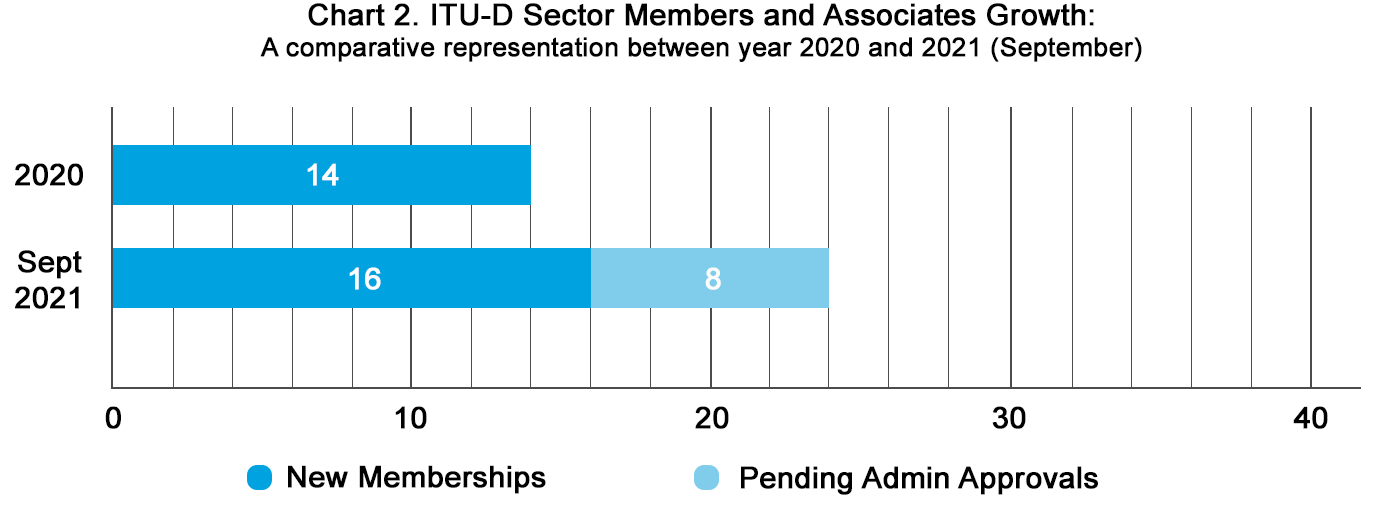 Chart 2. ITU-D Sector Members and Associates Growth:
A comparative representation between year 2020 and 2021 (September)
2020
14
Sept
2021
16
8
0
10
20
30
40
New Memberships
Pending Admin Approvals